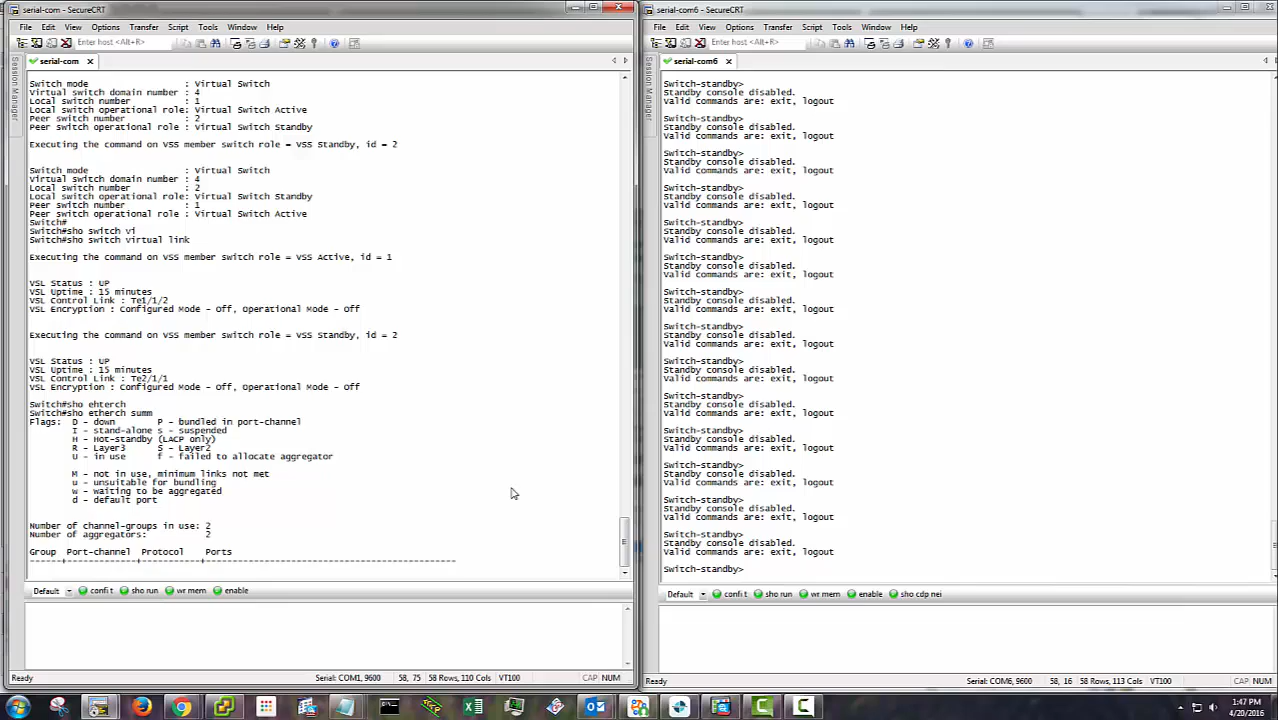 serial-com - SecureCRT
File Edit View Options Transfer Script Tools Window Help
Enter host <Alt+R>
serial-com
Session Manager
Switch mode : Virtual Switch
Virtual switch domain number : 4
Local switch number : 1
Local switch operational role: Virtual Switch Active
Peer switch number : 2
Peer switch operational role : Virtual Switch Standby
Executing the command on VSS member switch role = VSS Standby, id = 2
Switch mode : Virtual Switch
Virtual switch domain number : 4
Local switch number : 2
Local switch operational role: Virtual Switch Standby
Peer switch number : 1
Peer switch operational role : Virtual Switch Active
Switch#
Switch#sho switch vi
Switch#sho switch virtual link
Executing the command on VSS member switch role = VSS Active, id = 1
VSL Status : UP
VSL Uptime : 15 minutes
VSL Control Link : Te1/1/2
VSL Encryption : Configured Mode - Off, Operational Mode - Off
Executing the command on VSS member switch role = VSS Standby, id = 2
VSL Status : UP
VSL Uptime : 15 minutes
VSL Control Link : Te2/1/1
VSL Encryption : Configured Mode - Off, Operational Mode - Off
Switch#sho ehterch
Switch#sho etherch summ
Flags: D - down P - bundled in port-channel
I - stand-alone s - suspended
H - Hot-standby (LACP only)
R - Layer3 S - Layer2
U - in use f - failed to allocate aggregator
M - not in use, minimum links not met
u - unsuitable for bundling
w - waiting to be aggregated
d - default port
Number of channel-groups in use: 2
Number of aggregators: 2
Group Port-channel Protocol Ports
------+-------------+-----------+-----------------------------------------------
Default confi t sho run wr mem enable
Ready Serial: COM1, 9600 58, 75 58 Rows, 110 Cols VT100 CAP NUM
serial-com6 - SecureCRT
File Edit View Options Transfer Script Tools Window Help
Enter host <Alt+R>
serial-com6
Session Manager
Switch-standby>
Standby console disabled.
Valid commands are: exit, logout
Switch-standby>
Standby console disabled.
Valid commands are: exit, logout
Switch-standby>
Standby console disabled.
Valid commands are: exit, logout
Switch-standby>
Standby console disabled.
Valid commands are: exit, logout
Switch-standby>
Standby console disabled.
Valid commands are: exit, logout
Switch-standby>
Standby console disabled.
Valid commands are: exit, logout
Switch-standby>
Standby console disabled.
Valid commands are: exit, logout
Switch-standby>
Standby console disabled.
Valid commands are: exit, logout
Switch-standby>
Standby console disabled.
Valid commands are: exit, logout
Switch-standby>
Standby console disabled.
Valid commands are: exit, logout
Switch-standby>
Standby console disabled.
Valid commands are: exit, logout
Switch-standby>
Standby console disabled.
Valid commands are: exit, logout
Switch-standby>
Standby console disabled.
Valid commands are: exit, logout
Switch-standby>
Standby console disabled.
Valid commands are: exit, logout
Switch-standby>
Default confi t sho run wr mem enable sho cdp nei
Ready Serial: COM6, 9600 58, 16 58 Rows, 113 Cols VT100 CAP NUM
1:47 PM
4/20/2016